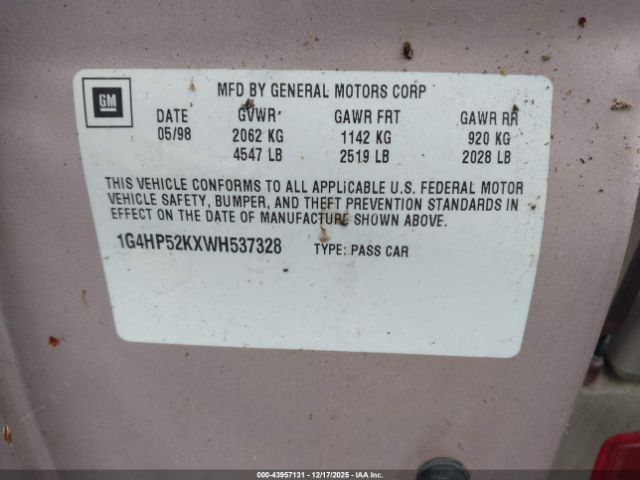 MFD BY GENERAL MOTORS CORP
GM
DATE GVWR GAWR FRT GAWR RR
05/98 2062 KG 1142 KG 920 KG
4547 LB 2519 LB 2028 LB
THIS VEHICLE CONFORMS TO ALL APPLICABLE U.S. FEDERAL MOTOR
VEHICLE SAFETY, BUMPER, AND THEFT PREVENTION STANDARDS IN
EFFECT ON THE DATE OF MANUFACTURE SHOWN ABOVE.
1G4HP52KXWH537328 TYPE: PASS CAR
© STOCK: 43957131 - 12/17/2025 - IAA, INC.